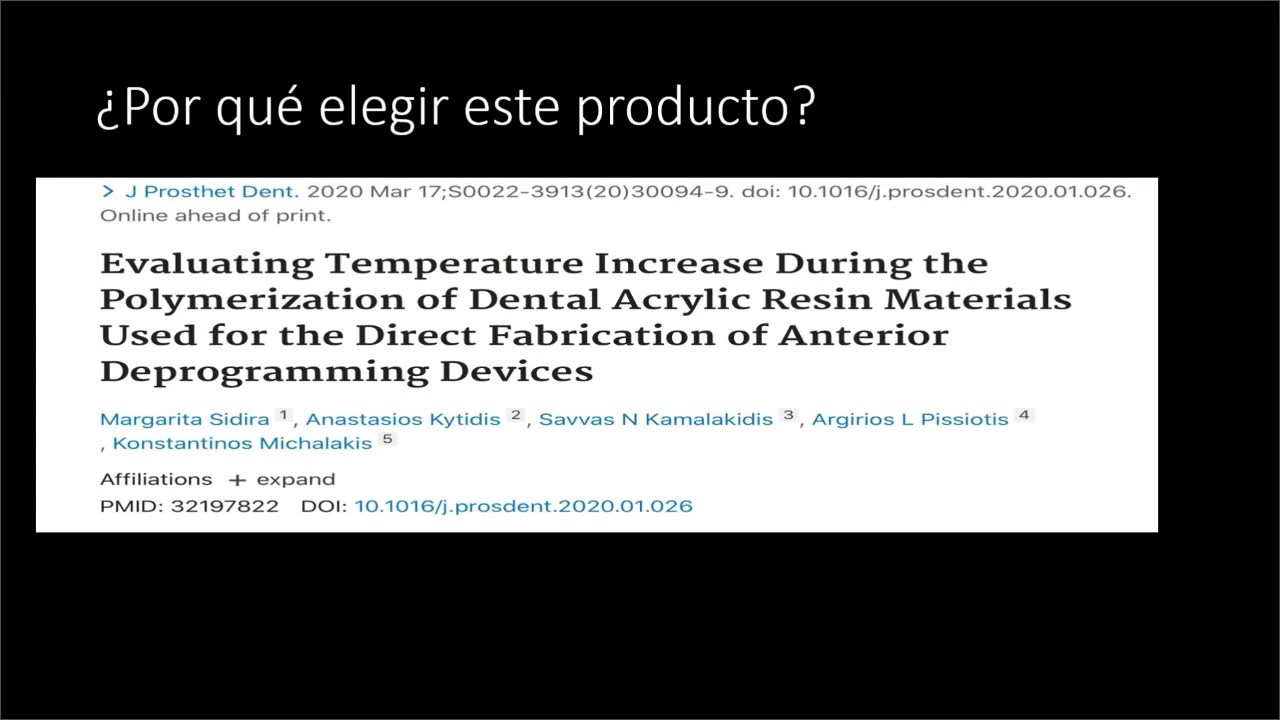 ¿Por qué elegir este producto?
> J Prosthet Dent. 2020 Mar 17;S0022-3913(20)30094-9. doi: 10.1016/j.prosdent.2020.01.026.
Online ahead of print.
Evaluating Temperature Increase During the
Polymerization of Dental Acrylic Resin Materials
Used for the Direct Fabrication of Anterior
Deprogramming Devices
Margarita Sidira 1, Anastasios Kytidis 2, Savvas N Kamalakidis 3, Argirios L Pissiotis 4
, Konstantinos Michalakis 5
Affiliations + expand
PMID: 32197822 DOI: 10.1016/j.prosdent.2020.01.026